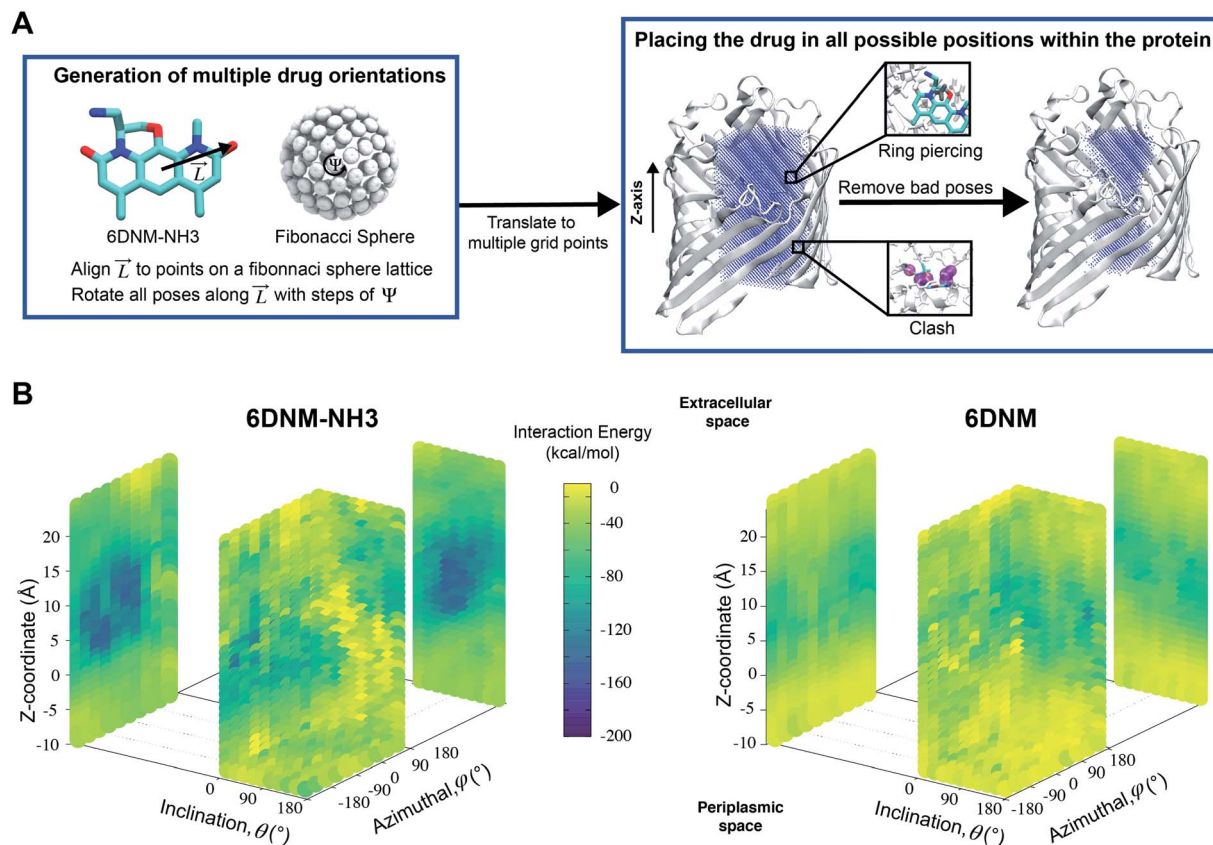 A
Generation of multiple drug orientations
L
Ψ
6DNM-NH3
Fibonacci Sphere
Align L to points on a fibonnaci sphere lattice
Rotate all poses along L with steps of Ψ
Translate to
multiple grid points
Placing the drug in all possible positions within the protein
Z-axis
Ring piercing
Remove bad poses
Clash
B
6DNM-NH3
Interaction Energy
(kcal/mol)
0
-40
-80
-120
-160
-200
Z-coordinate (Å)
20
15
10
5
0
-5
-10
Inclination, θ(°)
0
90
180
Azimuthal, φ(°)
-180
-90
0
90
180
Extracellular
space
Periplasmic
space
6DNM
Z-coordinate (Å)
20
15
10
5
0
-5
-10
Inclination, θ(°)
0
90
180
Azimuthal, φ(°)
-180
-90
0
90
180